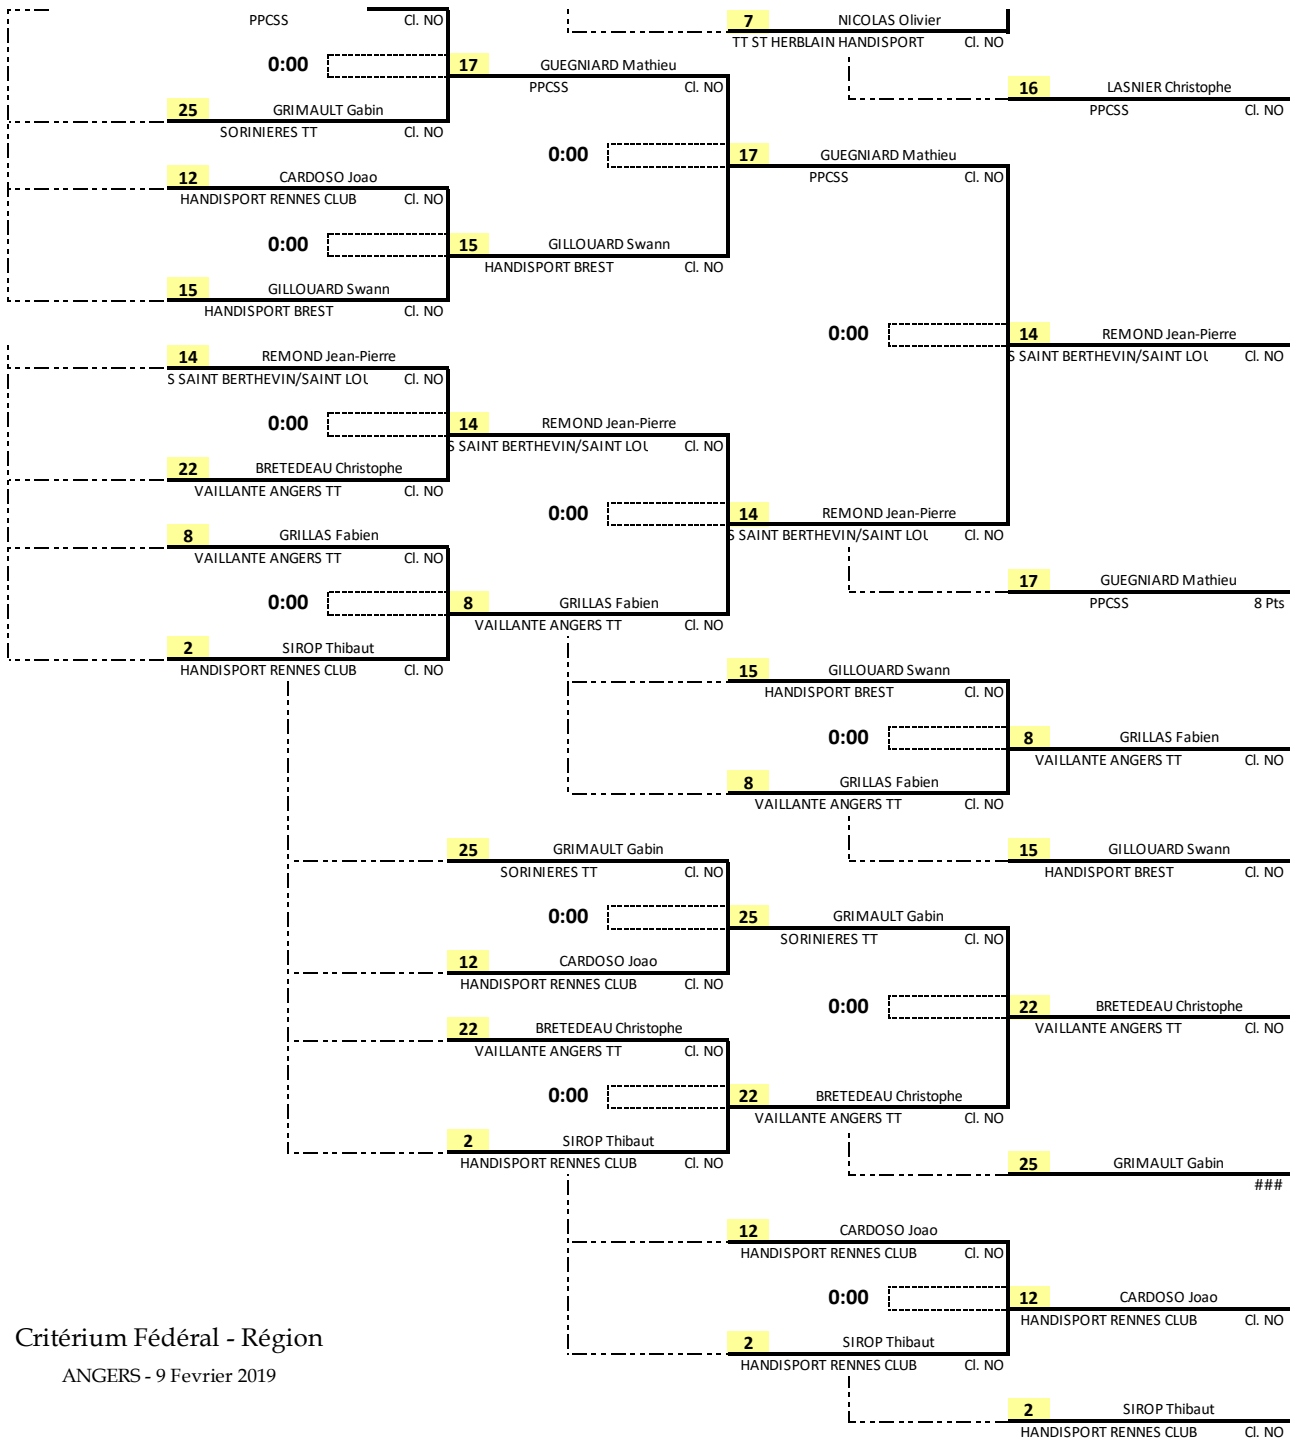 PPCSS Cl. NO
7 NICOLAS Olivier
TT ST HERBLAIN HANDISPORT Cl. NO
0:00
17 GUEGNIARD Mathieu
PPCSS Cl. NO
16 LASNIER Christophe
PPCSS Cl. NO
25 GRIMAULT Gabin
SORINIERES TT Cl. NO
0:00
17 GUEGNIARD Mathieu
PPCSS Cl. NO
12 CARDOSO Joao
HANDISPORT RENNES CLUB Cl. NO
0:00
15 GILLOUARD Swann
HANDISPORT BREST Cl. NO
15 GILLOUARD Swann
HANDISPORT BREST Cl. NO
0:00
14 REMOND Jean-Pierre
S SAINT BERTHEVIN/SAINT LOU Cl. NO
14 REMOND Jean-Pierre
S SAINT BERTHEVIN/SAINT LOU Cl. NO
0:00
14 REMOND Jean-Pierre
S SAINT BERTHEVIN/SAINT LOU Cl. NO
22 BRETEDEAU Christophe
VAILLANTE ANGERS TT Cl. NO
0:00
14 REMOND Jean-Pierre
S SAINT BERTHEVIN/SAINT LOU Cl. NO
8 GRILLAS Fabien
VAILLANTE ANGERS TT Cl. NO
17 GUEGNIARD Mathieu
PPCSS 8 Pts
0:00
8 GRILLAS Fabien
VAILLANTE ANGERS TT Cl. NO
2 SIROP Thibaut
HANDISPORT RENNES CLUB Cl. NO
15 GILLOUARD Swann
HANDISPORT BREST Cl. NO
0:00
8 GRILLAS Fabien
VAILLANTE ANGERS TT Cl. NO
8 GRILLAS Fabien
VAILLANTE ANGERS TT Cl. NO
25 GRIMAULT Gabin
SORINIERES TT Cl. NO
15 GILLOUARD Swann
HANDISPORT BREST Cl. NO
0:00
25 GRIMAULT Gabin
SORINIERES TT Cl. NO
12 CARDOSO Joao
HANDISPORT RENNES CLUB Cl. NO
0:00
22 BRETEDEAU Christophe
VAILLANTE ANGERS TT Cl. NO
22 BRETEDEAU Christophe
VAILLANTE ANGERS TT Cl. NO
0:00
22 BRETEDEAU Christophe
VAILLANTE ANGERS TT Cl. NO
2 SIROP Thibaut
HANDISPORT RENNES CLUB Cl. NO
25 GRIMAULT Gabin
###
12 CARDOSO Joao
HANDISPORT RENNES CLUB Cl. NO
0:00
12 CARDOSO Joao
HANDISPORT RENNES CLUB Cl. NO
2 SIROP Thibaut
HANDISPORT RENNES CLUB Cl. NO
2 SIROP Thibaut
HANDISPORT RENNES CLUB Cl. NO
Critérium Fédéral - Région
ANGERS - 9 Fevrier 2019